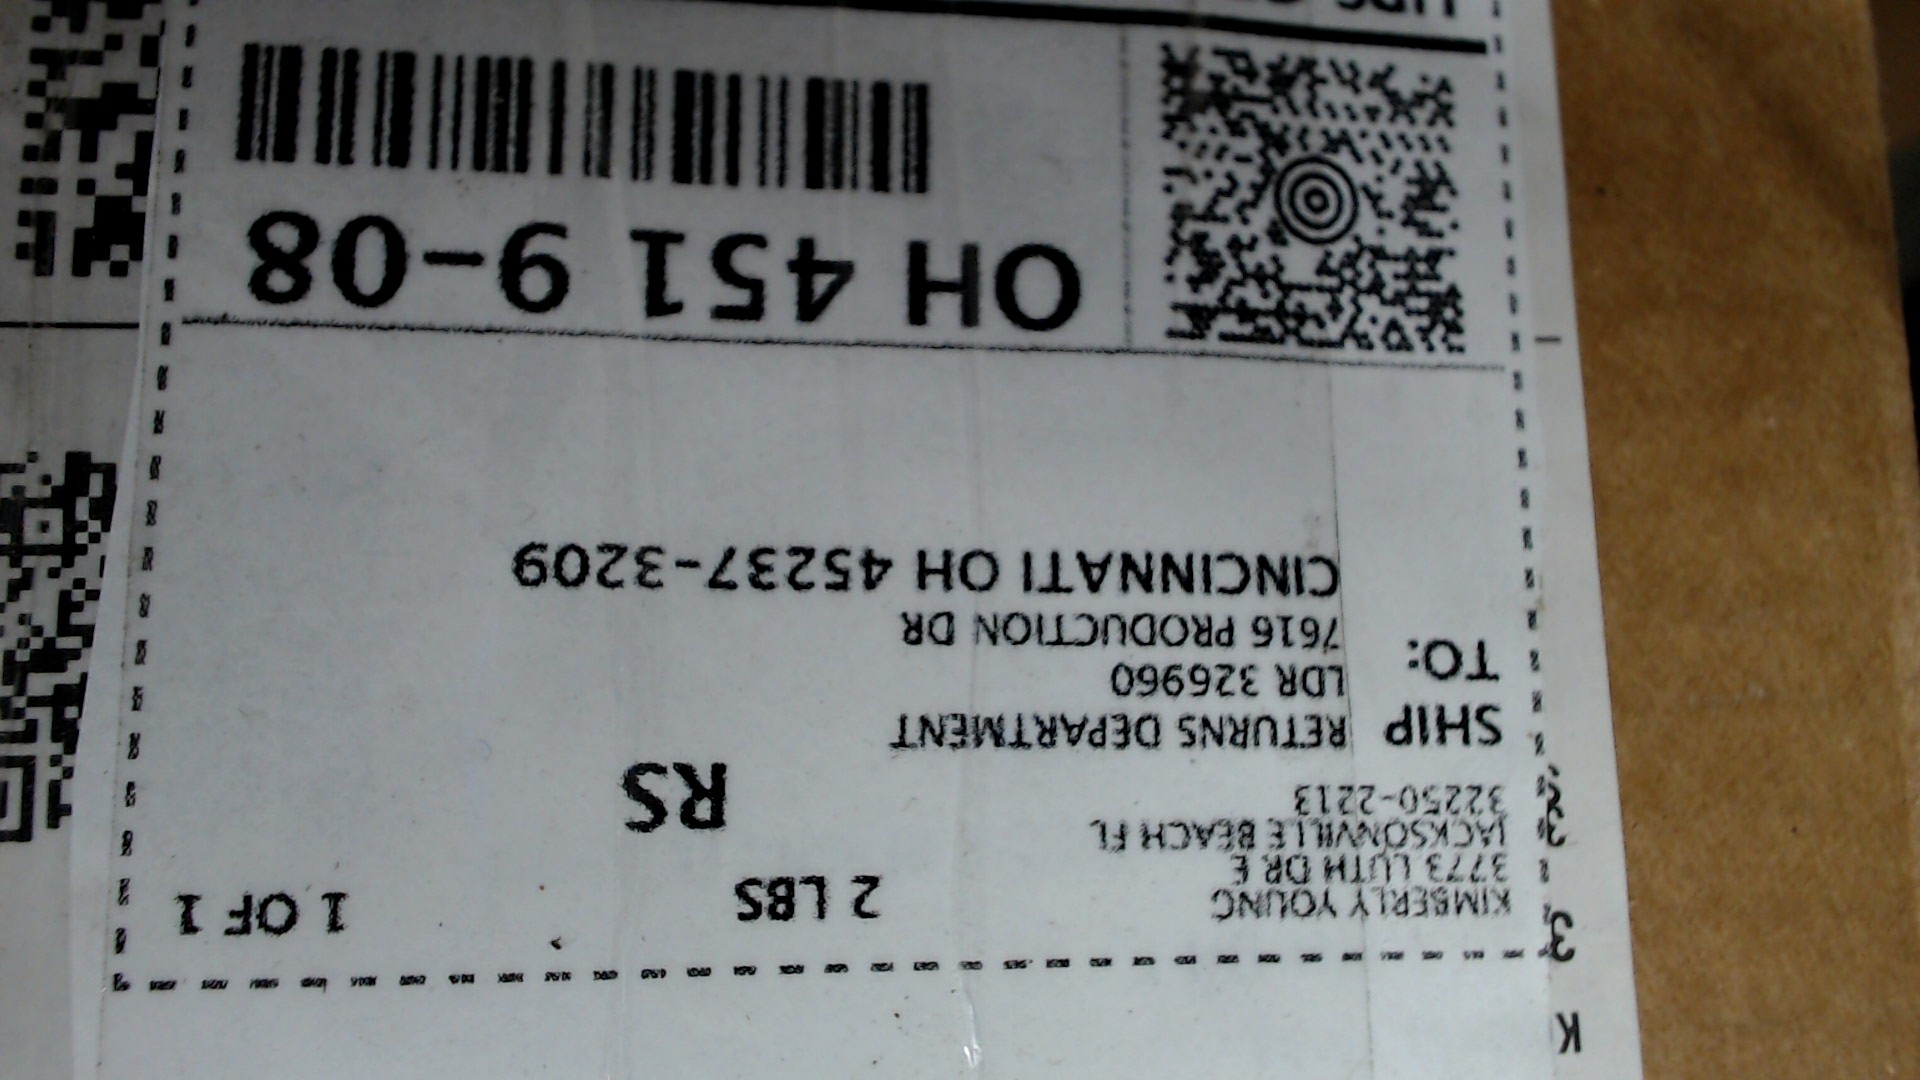 KIMBERLY YOUNG
3773 LUTH DR E
JACKSONVILLE BEACH FL
32250-2213
2 LBS
1 OF 1
RS
SHIP
TO:
RETURNS DEPARTMENT
LDR 326960
7616 PRODUCTION DR
CINCINNATI OH 45237-3209
OH 451 9-08
K
3